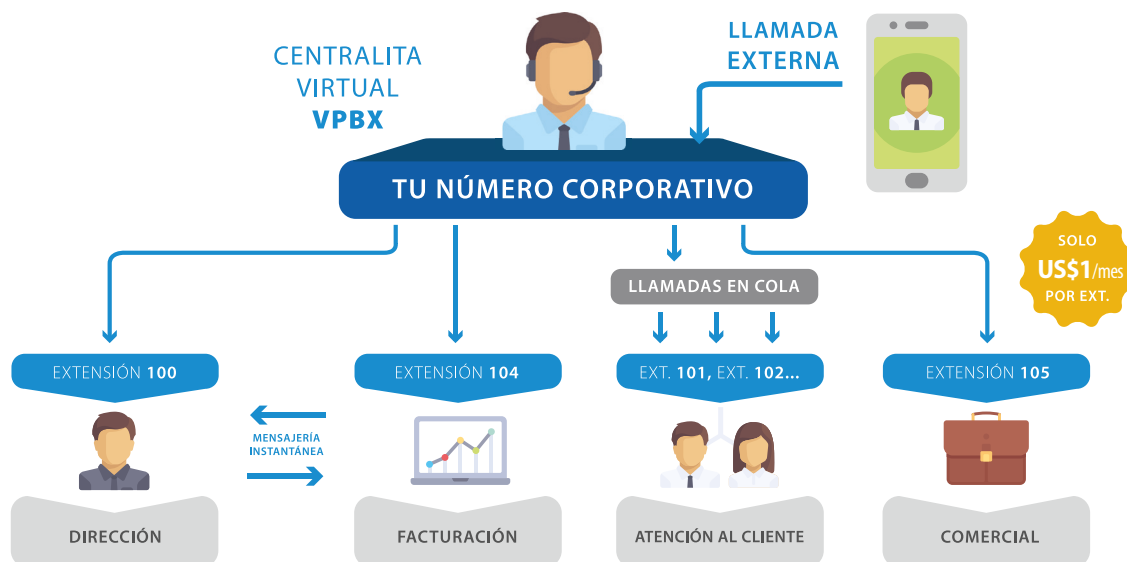 CENTRALITA
VIRTUAL
VPBX
LLAMADA
EXTERNA
TU NÚMERO CORPORATIVO
SOLO
US$1/mes
POR EXT.
LLAMADAS EN COLA
EXTENSIÓN 100
EXTENSIÓN 104
EXT. 101, EXT. 102...
EXTENSIÓN 105
MENSAJERÍA
INSTANTÁNEA
DIRECCIÓN
FACTURACIÓN
ATENCIÓN AL CLIENTE
COMERCIAL